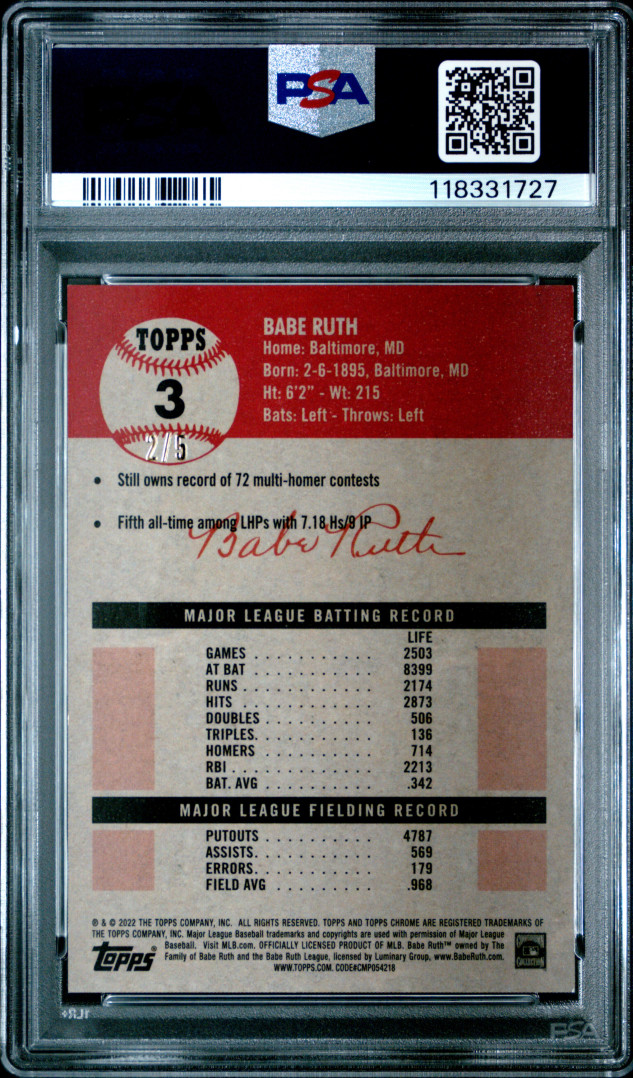 PSA
118331727
TOPPS
3
2/5
BABE RUTH
Home: Baltimore, MD
Born: 2-6-1895, Baltimore, MD
Ht: 6'2" - Wt: 215
Bats: Left - Throws: Left
• Still owns record of 72 multi-homer contests
• Fifth all-time among LHPs with 7.18 Hs/9 IP
Babe Ruth
MAJOR LEAGUE BATTING RECORD
LIFE
GAMES . . . . . . . . . . . 2503
AT BAT . . . . . . . . . . . 8399
RUNS . . . . . . . . . . . 2174
HITS . . . . . . . . . . . 2873
DOUBLES . . . . . . . . . . 506
TRIPLES. . . . . . . . . . . 136
HOMERS . . . . . . . . . . 714
RBI . . . . . . . . . . . . 2213
BAT. AVG . . . . . . . . . . .342
MAJOR LEAGUE FIELDING RECORD
PUTOUTS . . . . . . . . . . 4787
ASSISTS. . . . . . . . . . . 569
ERRORS. . . . . . . . . . . 179
FIELD AVG . . . . . . . . . .968
® & © 2022 THE TOPPS COMPANY, INC. ALL RIGHTS RESERVED. TOPPS AND TOPPS CHROME ARE REGISTERED TRADEMARKS OF
THE TOPPS COMPANY, INC. Major League Baseball trademarks and copyrights are used with permission of Major League
Baseball. Visit MLB.com. OFFICIALLY LICENSED PRODUCT OF MLB. Babe Ruth™ owned by The
Family of Babe Ruth and the Babe Ruth League, licensed by Luminary Group, www.BabeRuth.com.
WWW.TOPPS.COM. CODE#CMP054218
TOPPS
PSA